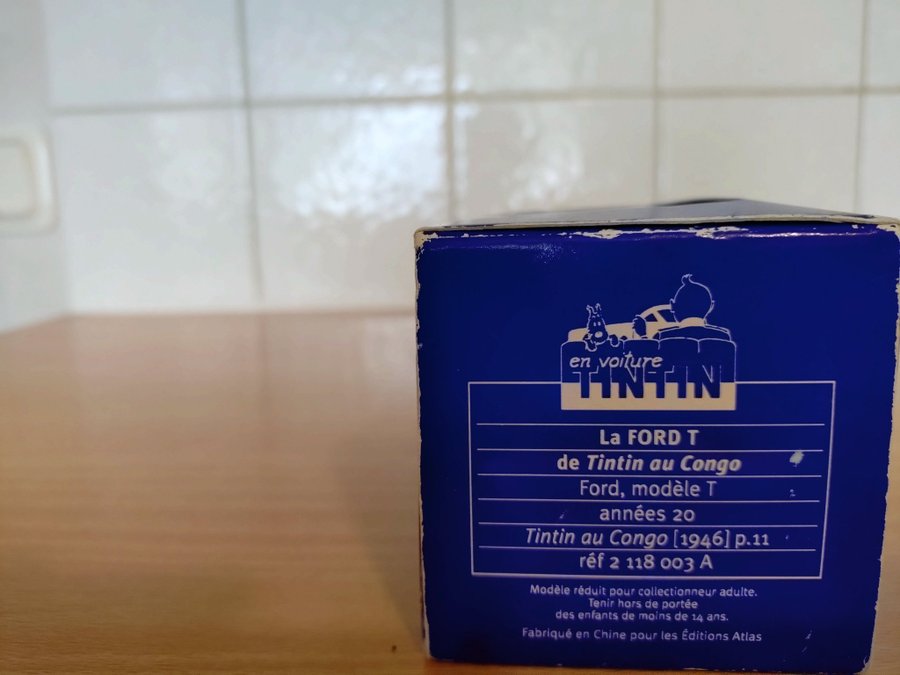 en voiture
TINTIN
La FORD T
de Tintin au Congo
Ford, modèle T
années 20
Tintin au Congo [1946] p.11
réf 2 118 003 A
Modèle réduit pour collectionneur adulte.
Tenir hors de portée
des enfants de moins de 14 ans.
Fabriqué en Chine pour les Éditions Atlas